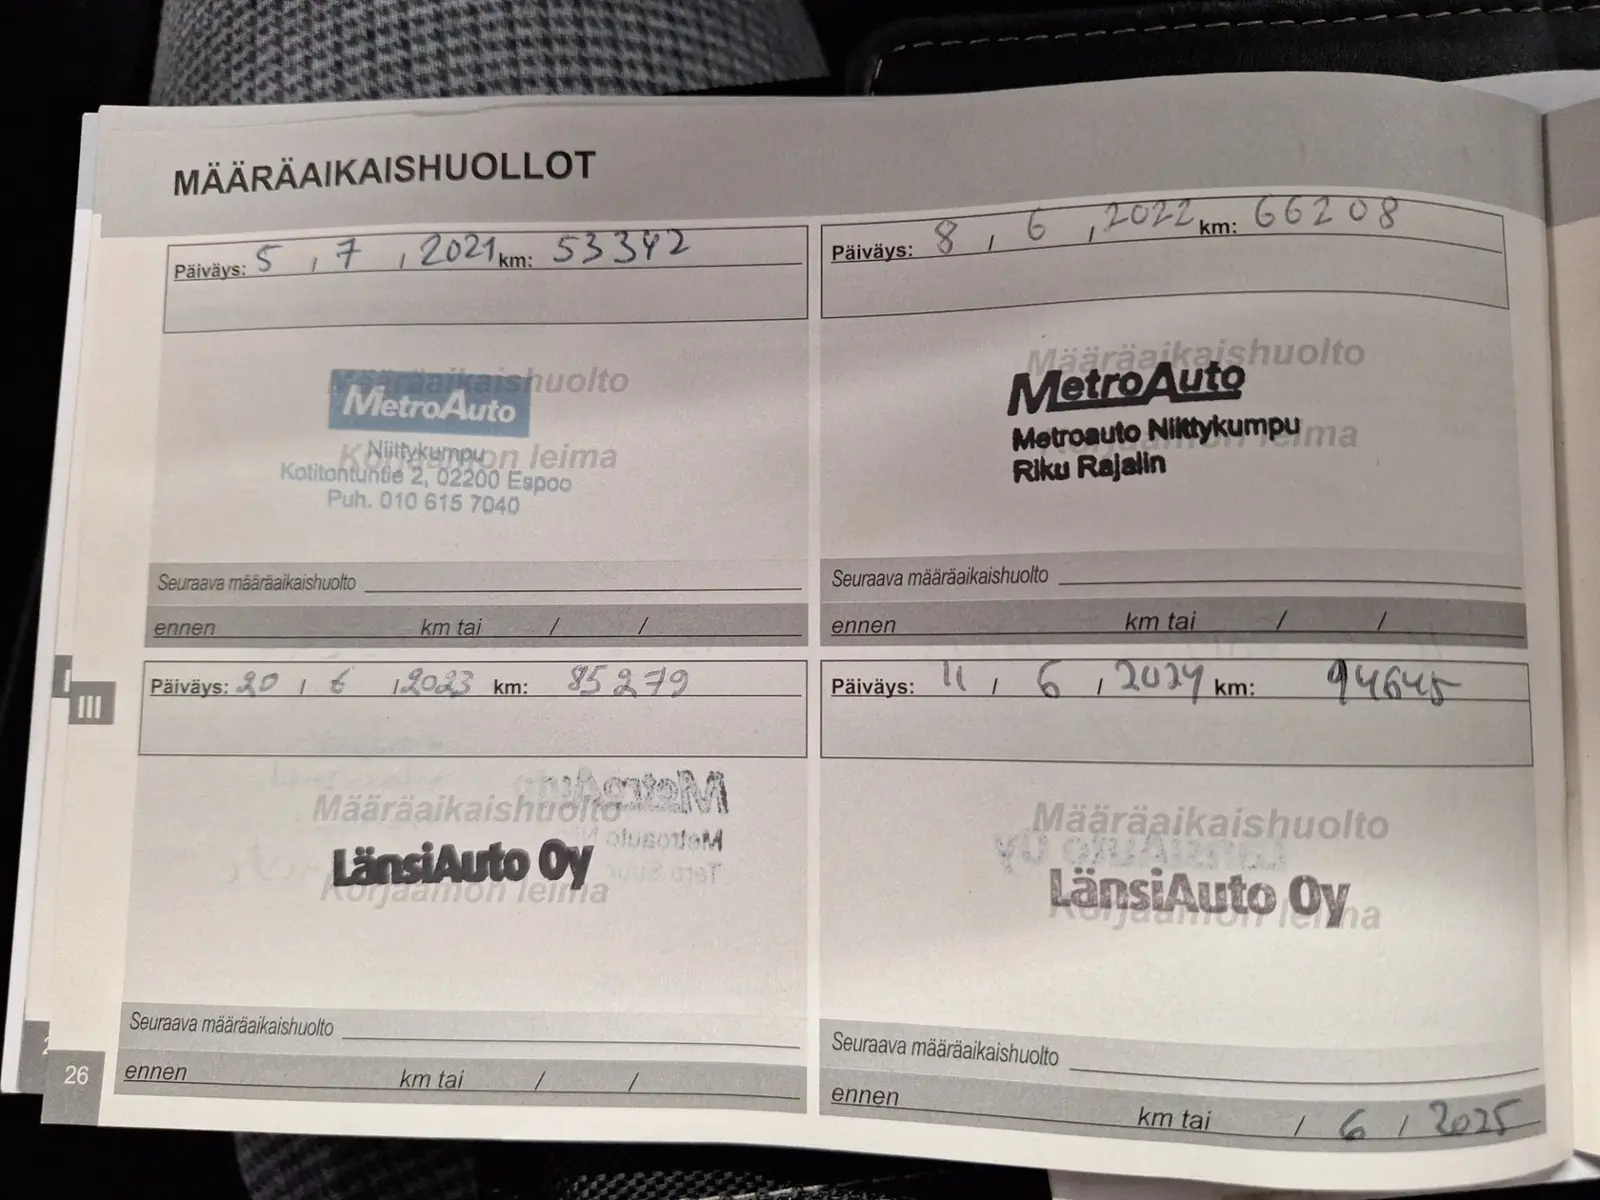 MÄÄRÄAIKAISHUOLLOT
Päiväys: 5 / 7 / 2021 km: 53342
Määräaikaishuolto
MetroAuto
Korjaamon leima
Niittykumpu
Kotitontuntie 2, 02200 Espoo
Puh. 010 615 7040
Seuraava määräaikaishuolto
ennen km tai / /
Päiväys: 8 / 6 / 2022 km: 66208
Määräaikaishuolto
MetroAuto
Metroauto Niittykumpu
Riku Rajalin
Seuraava määräaikaishuolto
ennen km tai / /
Päiväys: 20 / 6 / 2023 km: 85279
Määräaikaishuolto
LänsiAuto Oy
Korjaamon leima
Seuraava määräaikaishuolto
ennen km tai / /
Päiväys: 11 / 6 / 2024 km: 94645
Määräaikaishuolto
LänsiAuto Oy
Korjaamon leima
Seuraava määräaikaishuolto
ennen km tai / 6 / 2025
III
26